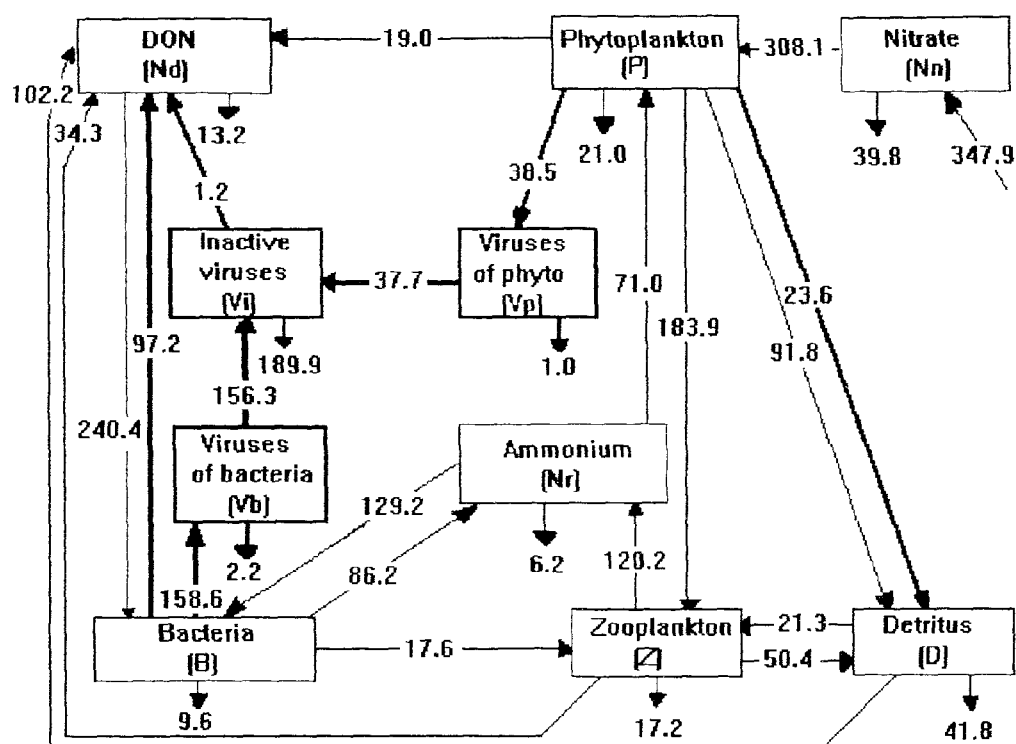 DON
(Nd)
19.0
Phytoplankton
(P)
308.1
Nitrate
(Nn)
102.2
34.3
13.2
21.0
39.8
347.9
1.2
38.5
Inactive
viruses
(Vi)
37.7
Viruses
of phyto
(Vp)
71.0
23.6
97.2
189.9
1.0
183.9
91.8
156.3
240.4
Viruses
of bacteria
(Vb)
Ammonium
(Nr)
129.2
2.2
86.2
6.2
120.2
158.6
Bacteria
(B)
17.6
Zooplankton
(Z)
21.3
50.4
Detritus
(D)
9.6
17.2
41.8